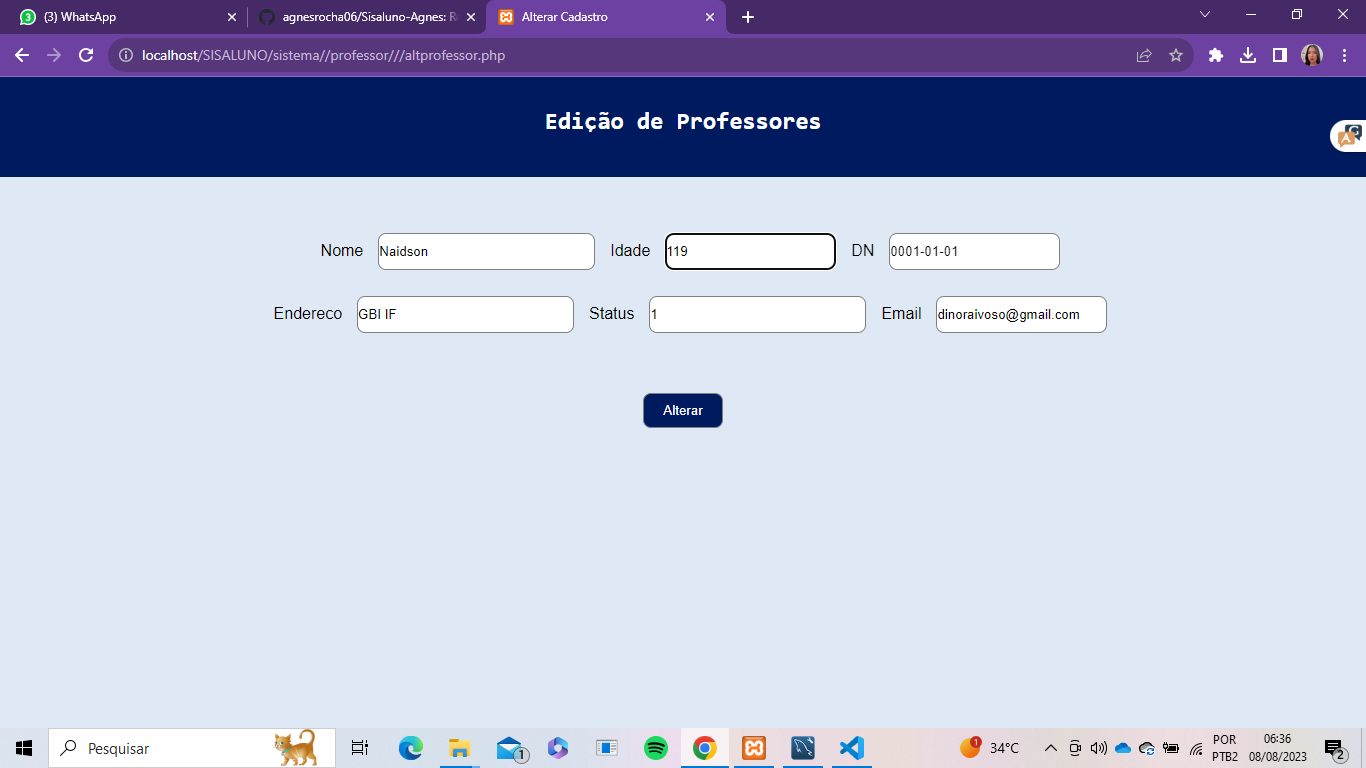 (3) WhatsApp
agnesrocha06/Sisaluno-Agnes: R
Alterar Cadastro
localhost/SISALUNO/sistema//professor///altprofessor.php
Edição de Professores
Nome Naidson Idade 119 DN 0001-01-01
Endereco GBI IF Status 1 Email dinoraivoso@gmail.com
Alterar
Pesquisar
1
1
34°C
POR
PTB2
06:36
08/08/2023
2